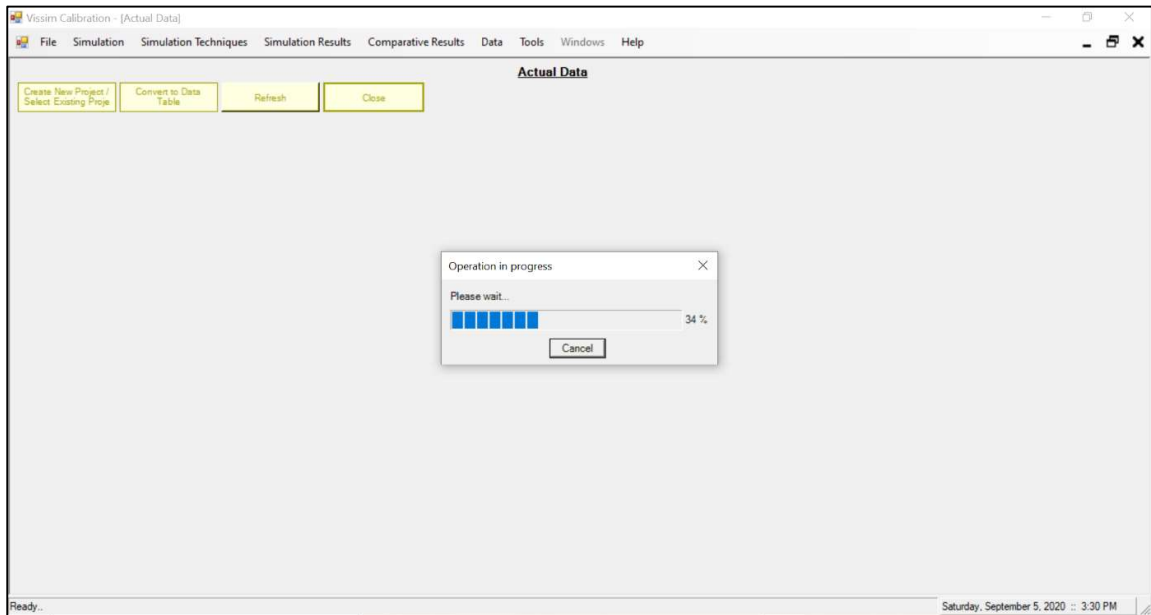 Vissim Calibration - [Actual Data]
File Simulation Simulation Techniques Simulation Results Comparative Results Data Tools Windows Help
Actual Data
Create New Project /
Select Existing Proje
Convert to Data
Table
Refresh
Close
Operation in progress
Please wait...
34 %
Cancel
Ready..
Saturday, September 5, 2020 :: 3:30 PM